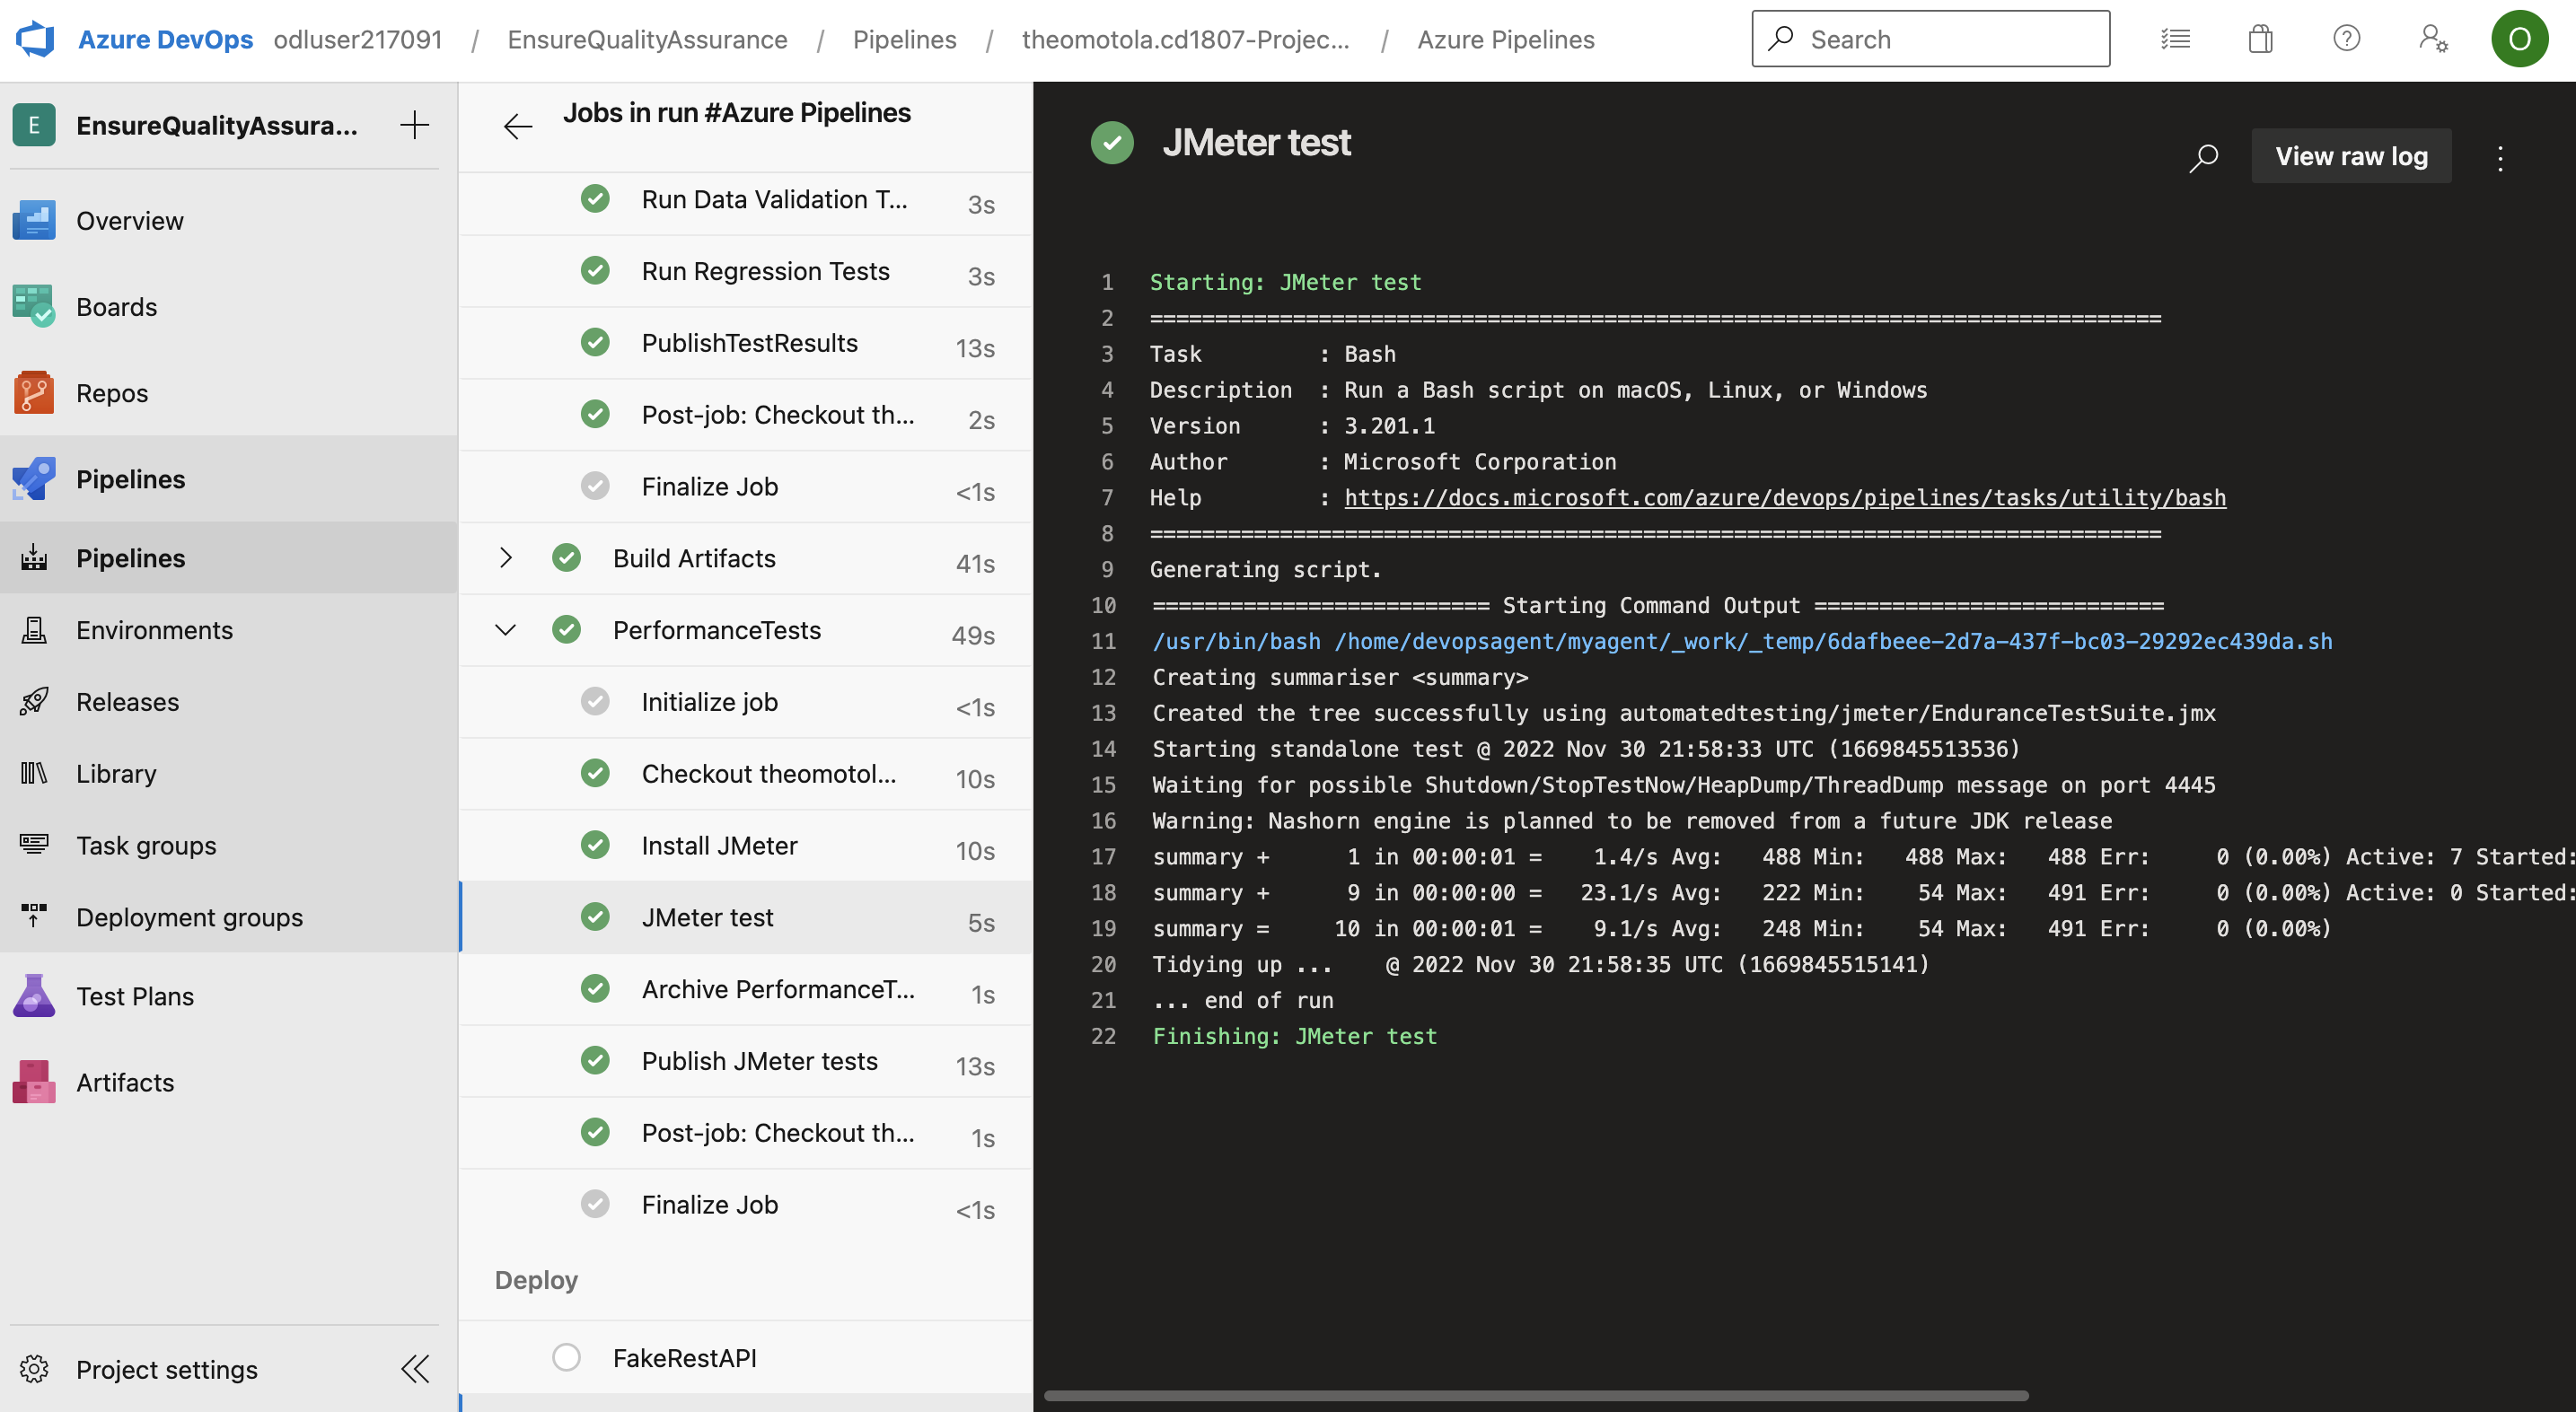 Azure DevOps odluser217091 / EnsureQualityAssurance / Pipelines / theomotola.cd1807-Projec... / Azure Pipelines
Search
O
E EnsureQualityAssura...
Overview
Boards
Repos
Pipelines
Pipelines
Environments
Releases
Library
Task groups
Deployment groups
Test Plans
Artifacts
Project settings
Jobs in run #Azure Pipelines
Run Data Validation T... 3s
Run Regression Tests 3s
PublishTestResults 13s
Post-job: Checkout th... 2s
Finalize Job <1s
Build Artifacts 41s
PerformanceTests 49s
Initialize job <1s
Checkout theomotol... 10s
Install JMeter 10s
JMeter test 5s
Archive PerformanceT... 1s
Publish JMeter tests 13s
Post-job: Checkout th... 1s
Finalize Job <1s
Deploy
FakeRestAPI
JMeter test
View raw log
1 Starting: JMeter test
2 ==============================================================================
3 Task         : Bash
4 Description  : Run a Bash script on macOS, Linux, or Windows
5 Version      : 3.201.1
6 Author       : Microsoft Corporation
7 Help         : https://docs.microsoft.com/azure/devops/pipelines/tasks/utility/bash
8 ==============================================================================
9 Generating script.
10 ========================== Starting Command Output ===========================
11 /usr/bin/bash /home/devopsagent/myagent/_work/_temp/6dafbeee-2d7a-437f-bc03-29292ec439da.sh
12 Creating summariser <summary>
13 Created the tree successfully using automatedtesting/jmeter/EnduranceTestSuite.jmx
14 Starting standalone test @ 2022 Nov 30 21:58:33 UTC (1669845513536)
15 Waiting for possible Shutdown/StopTestNow/HeapDump/ThreadDump message on port 4445
16 Warning: Nashorn engine is planned to be removed from a future JDK release
17 summary +      1 in 00:00:01 =    1.4/s Avg:   488 Min:   488 Max:   488 Err:     0 (0.00%) Active: 7 Started:
18 summary +      9 in 00:00:00 =   23.1/s Avg:   222 Min:    54 Max:   491 Err:     0 (0.00%) Active: 0 Started:
19 summary =     10 in 00:00:01 =    9.1/s Avg:   248 Min:    54 Max:   491 Err:     0 (0.00%)
20 Tidying up ...    @ 2022 Nov 30 21:58:35 UTC (1669845515141)
21 ... end of run
22 Finishing: JMeter test